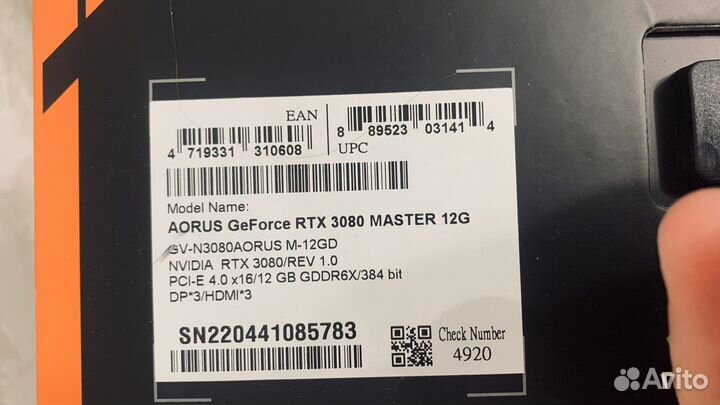 EAN
4 719331 310608
8 89523 03141 4
UPC
Model Name:
AORUS GeForce RTX 3080 MASTER 12G
GV-N3080AORUS M-12GD
NVIDIA RTX 3080/REV 1.0
PCI-E 4.0 x16/12 GB GDDR6X/384 bit
DP*3/HDMI*3
SN220441085783
Check Number
4920
Avito